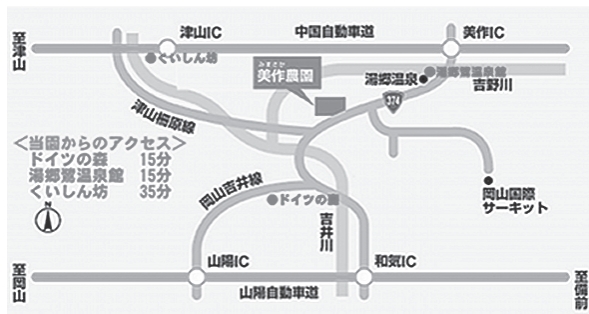 津山IC
中国自動車道
美作IC
至津山
くいしん坊
みまさか
美作農園
湯郷温泉
湯郷鷺温泉館
吉野川
374
津山柵原線
<当園からのアクセス>
ドイツの森 15分
湯郷鷺温泉館 15分
くいしん坊 35分
N
岡山吉井線
ドイツの森
吉井川
岡山国際
サーキット
至岡山
山陽IC
山陽自動車道
和気IC
至備前